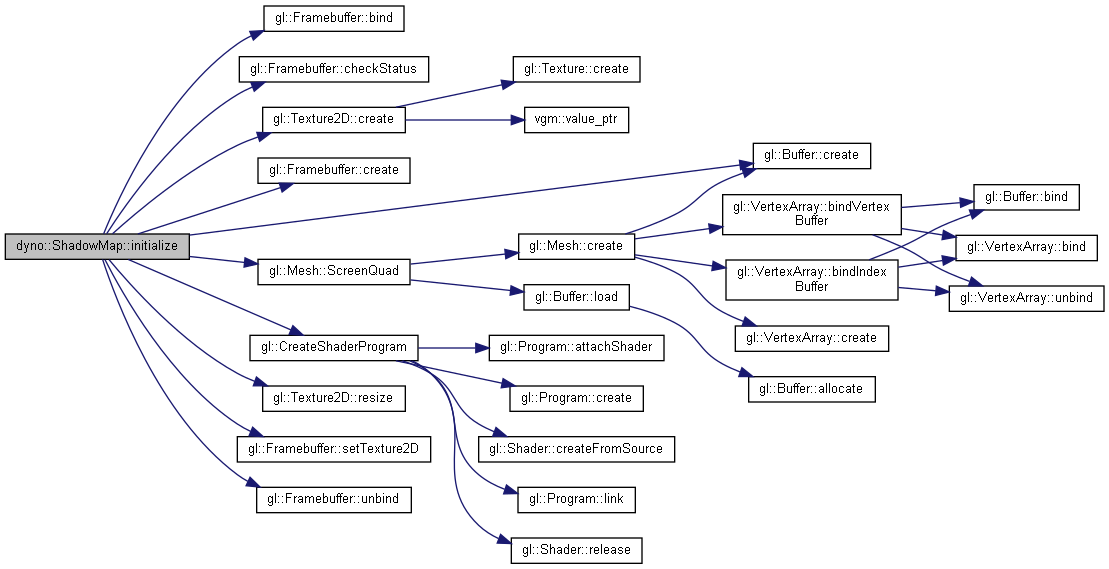 gl::Framebuffer::bind
gl::Framebuffer::checkStatus
gl::Texture::create
gl::Texture2D::create
vgm::value_ptr
gl::Buffer::create
gl::Framebuffer::create
gl::Buffer::bind
gl::VertexArray::bindVertex
Buffer
dyno::ShadowMap::initialize
gl::Mesh::create
gl::VertexArray::bind
gl::Mesh::ScreenQuad
gl::VertexArray::bindIndex
Buffer
gl::Buffer::load
gl::VertexArray::unbind
gl::VertexArray::create
gl::CreateShaderProgram
gl::Program::attachShader
gl::Buffer::allocate
gl::Texture2D::resize
gl::Program::create
gl::Framebuffer::setTexture2D
gl::Shader::createFromSource
gl::Framebuffer::unbind
gl::Program::link
gl::Shader::release